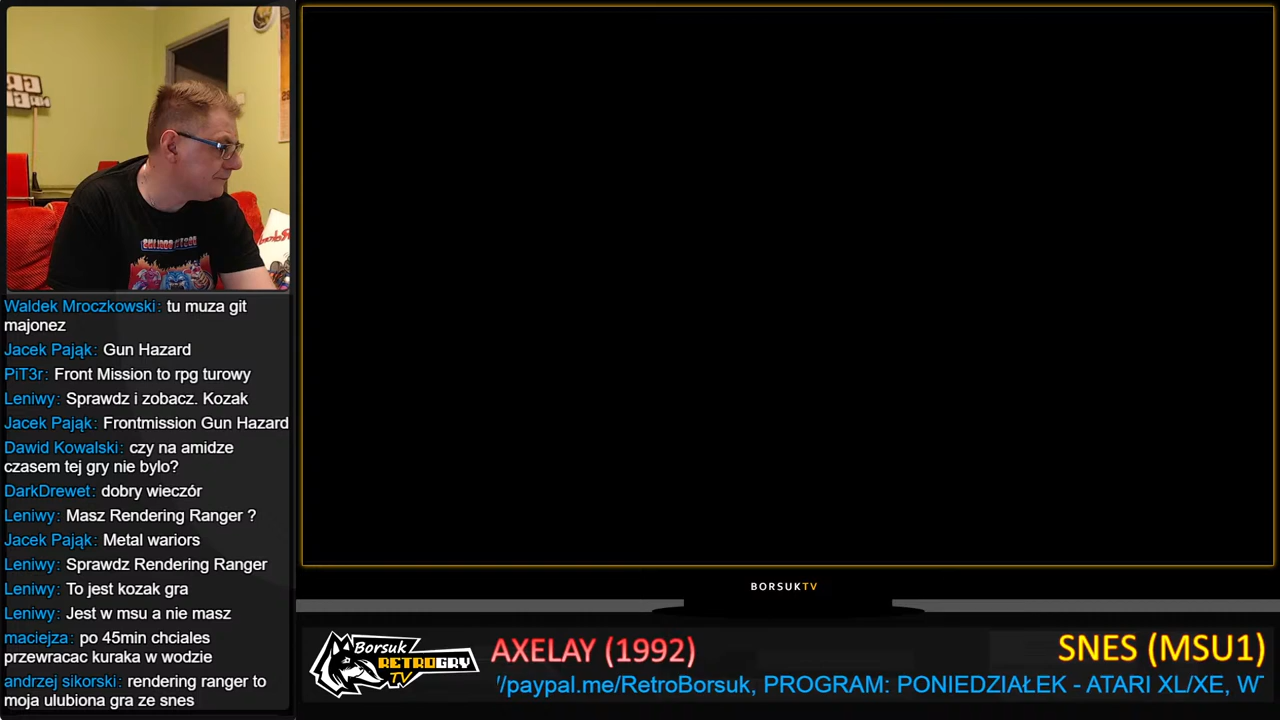 Waldek Mroczkowski: tu muza git
majonez
Jacek Pająk: Gun Hazard
PiT3r: Front Mission to rpg turowy
Leniwy: Sprawdz i zobacz. Kozak
Jacek Pająk: Frontmission Gun Hazard
Dawid Kowalski: czy na amidze
czasem tej gry nie bylo?
DarkDrewet: dobry wieczór
Leniwy: Masz Rendering Ranger ?
Jacek Pająk: Metal wariors
Leniwy: Sprawdz Rendering Ranger
Leniwy: To jest kozak gra
Leniwy: Jest w msu a nie masz
maciejza: po 45min chciales
przewracac kuraka w wodzie
andrzej sikorski: rendering ranger to
moja ulubiona gra ze snes
BORSUKTV
Borsuk
RETROGRY
TV
AXELAY (1992)
SNES (MSU1)
//paypal.me/RetroBorsuk, PROGRAM: PONIEDZIAŁEK - ATARI XL/XE, WT